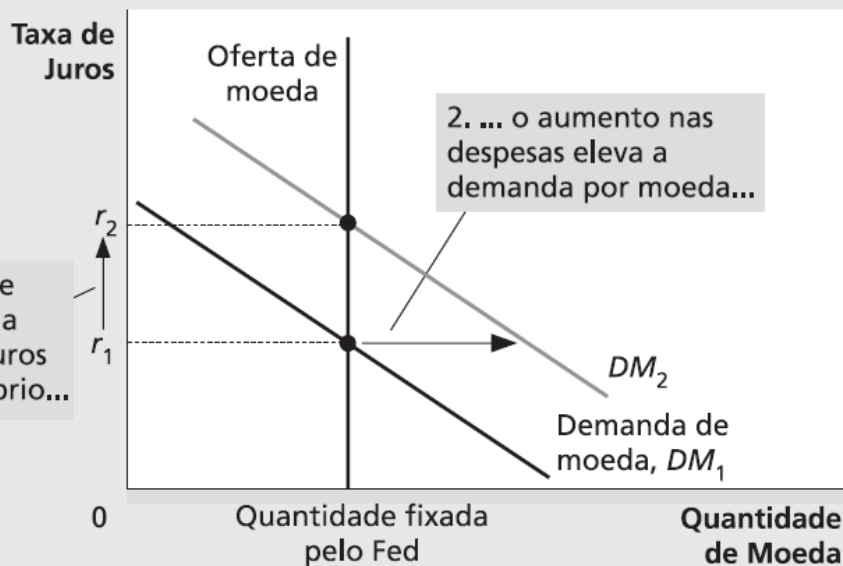 Taxa de
Juros
Oferta de
moeda
2. ... o aumento nas
despesas eleva a
demanda por moeda...
r2
e
a
uros
brio...
r1
DM2
Demanda de
moeda, DM1
0
Quantidade fixada
pelo Fed
Quantidade
de Moeda